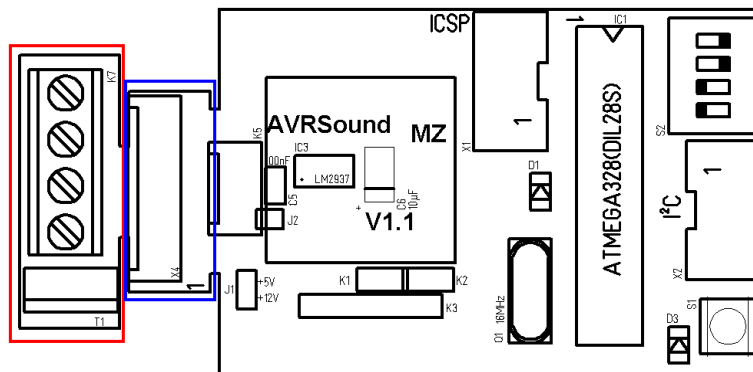 ICSP
1
IC1
K7
K5
AVRSound
MZ
IC3
00nF
LM2937
C5
+
C6
10µF
J2
V1.1
X4
1
T1
J1
+5V
+12V
K1
K2
K3
X1
1
D1
Q1
16MHz
ATMEGA328(DIL28S)
S2
I²C
1
X2
S1
D3